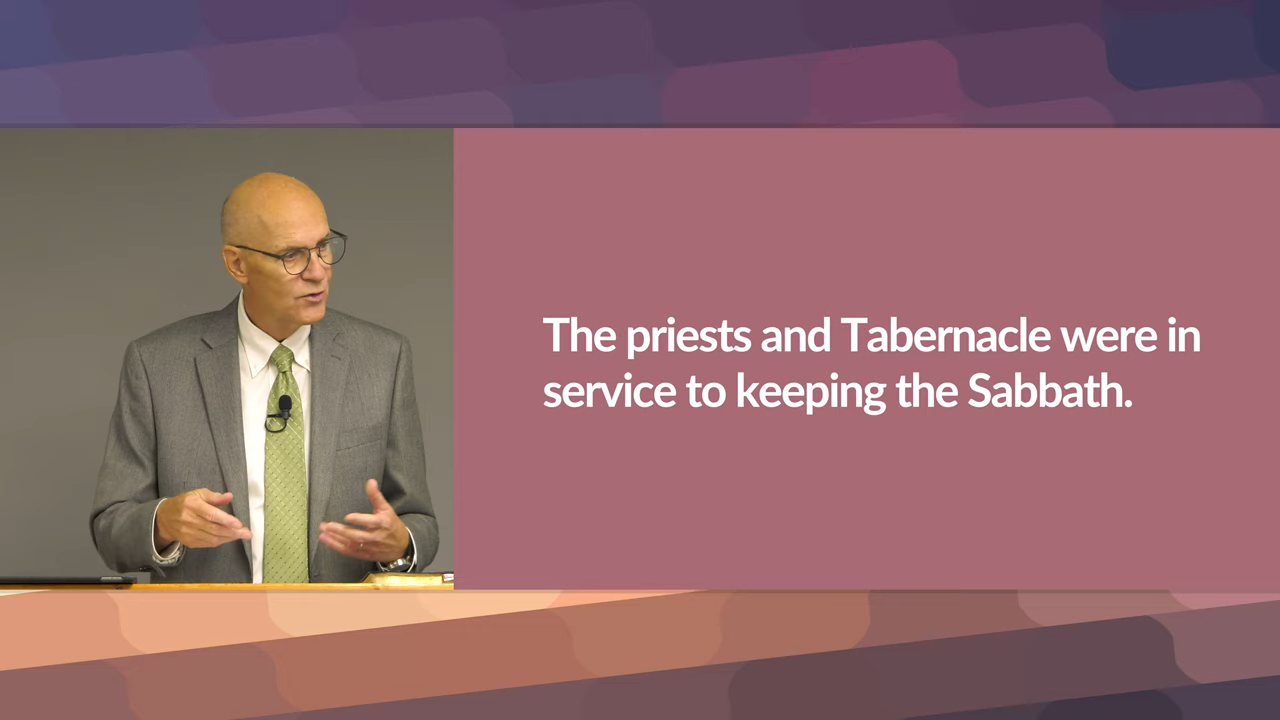 The priests and Tabernacle were in
service to keeping the Sabbath.